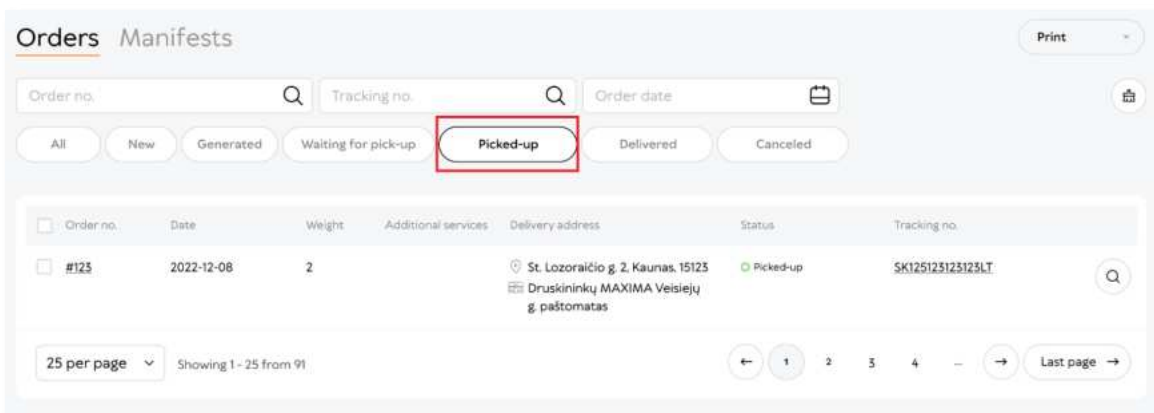 Orders Manifests Print
Order no. Tracking no. Order date
All New Generated Waiting for pick-up Picked-up Delivered Canceled
Order no. Date Weight Additional services Delivery address Status Tracking no.
#123 2022-12-08 2 St. Lozoraičio g. 2, Kaunas, 15123 Picked-up SK125123123123LT
Druskininkų MAXIMA Veisiejų
g. paštomatas
25 per page Showing 1 - 25 from 91 ← 1 2 3 4 ... → Last page →